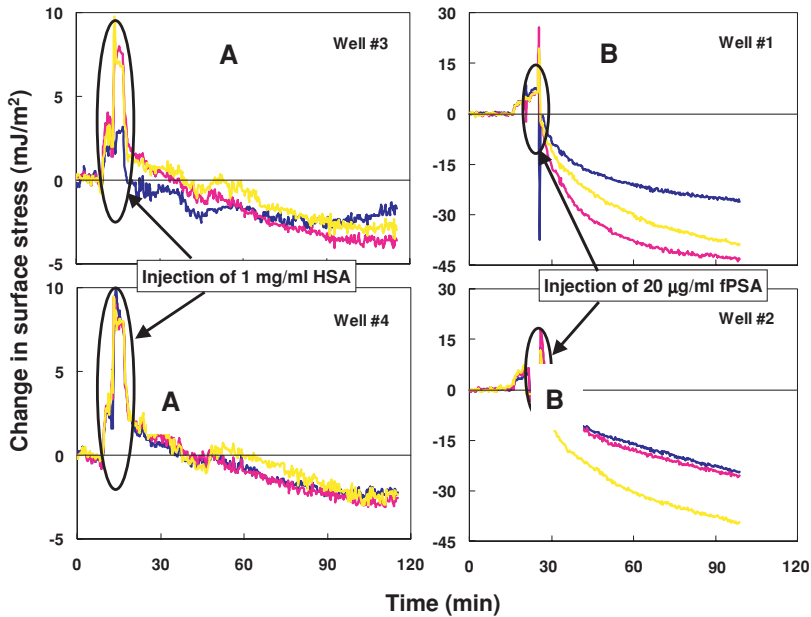 10
5
0
-5
A
Well #3
30
15
0
-15
-30
-45
B
Well #1
Injection of 1 mg/ml HSA
Injection of 20 µg/ml fPSA
10
5
0
-5
A
Well #4
0
30
60
90
120
30
15
0
-15
-30
-45
B
Well #2
0
30
60
90
120
Change in surface stress (mJ/m²)
Time (min)